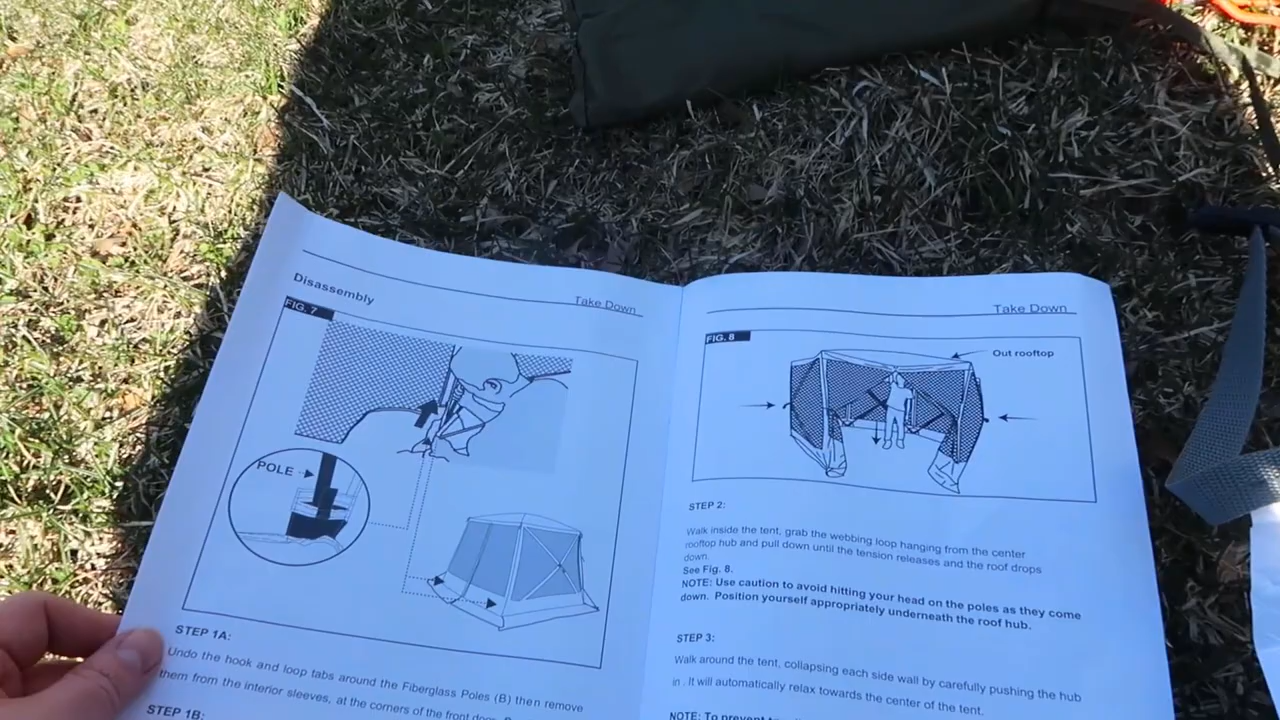 Disassembly
Take Down
FIG. 7
POLE
STEP 1A:
Undo the hook and loop tabs around the Fiberglass Poles (B) then remove
them from the interior sleeves, at the corners of the front
STEP 1B:
Take Down
FIG. 8
Out rooftop
STEP 2:
Walk inside the tent, grab the webbing loop hanging from the center
rooftop hub and pull down until the tension releases and the roof drops
down.
See Fig. 8.
NOTE: Use caution to avoid hitting your head on the poles as they come
down. Position yourself appropriately underneath the roof hub.
STEP 3:
Walk around the tent, collapsing each side wall by carefully pushing the hub
in . It will automatically relax towards the center of the tent.
NOTE: To prevent